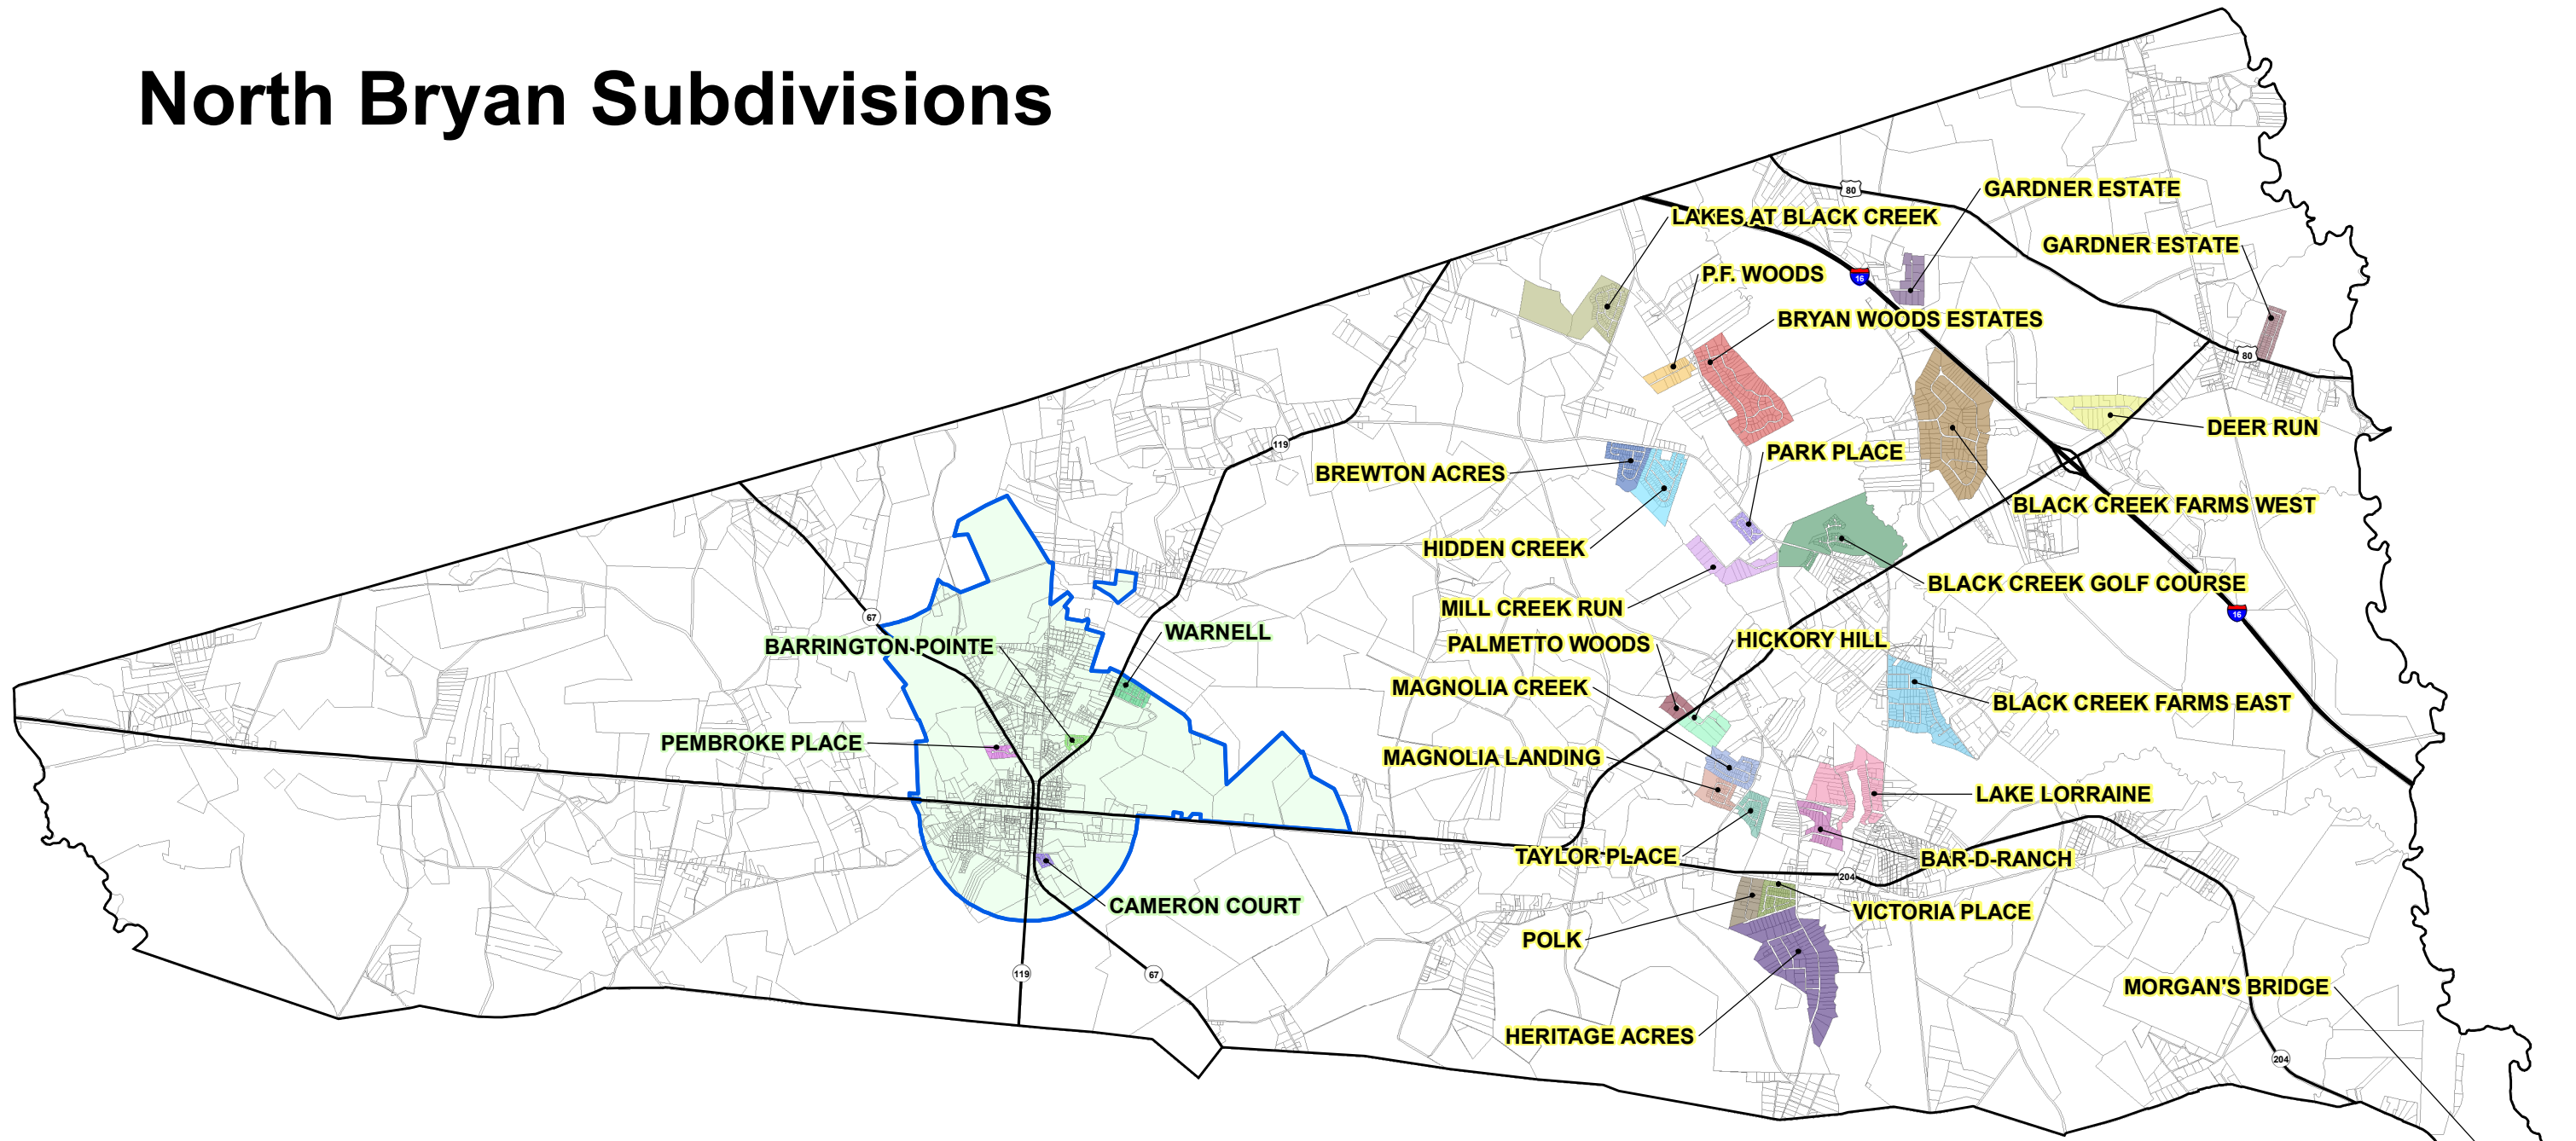 North Bryan Subdivisions
80
GARDNER ESTATE
LAKES AT BLACK CREEK
GARDNER ESTATE
P.F. WOODS
16
BRYAN WOODS ESTATES
80
DEER RUN
119
PARK PLACE
BREWTON ACRES
BLACK CREEK FARMS WEST
HIDDEN CREEK
BLACK CREEK GOLF COURSE
MILL CREEK RUN
16
67
WARNELL
HICKORY HILL
BARRINGTON POINTE
PALMETTO WOODS
MAGNOLIA CREEK
BLACK CREEK FARMS EAST
PEMBROKE PLACE
MAGNOLIA LANDING
LAKE LORRAINE
TAYLOR PLACE
BAR-D-RANCH
204
CAMERON COURT
VICTORIA PLACE
POLK
119
67
MORGAN'S BRIDGE
HERITAGE ACRES
204